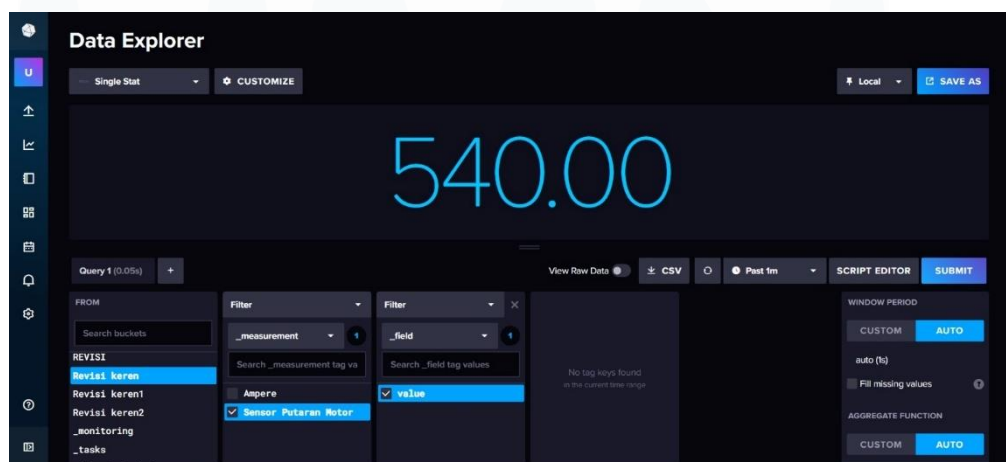 Data Explorer
U
Single Stat
CUSTOMIZE
Local
SAVE AS
540.00
Query 1 (0.05s)
+
View Raw Data
CSV
Past 1m
SCRIPT EDITOR
SUBMIT
FROM
Search buckets
REVISI
Revisi keren
Revisi keren1
Revisi keren2
_monitoring
_tasks
Filter
_measurement
1
Search _measurement tag va
Ampere
Sensor Putaran Motor
Filter
_field
1
Search _field tag values
value
No tag keys found
in the current time range
WINDOW PERIOD
CUSTOM
AUTO
auto (1s)
Fill missing values
?
AGGREGATE FUNCTION
CUSTOM
AUTO